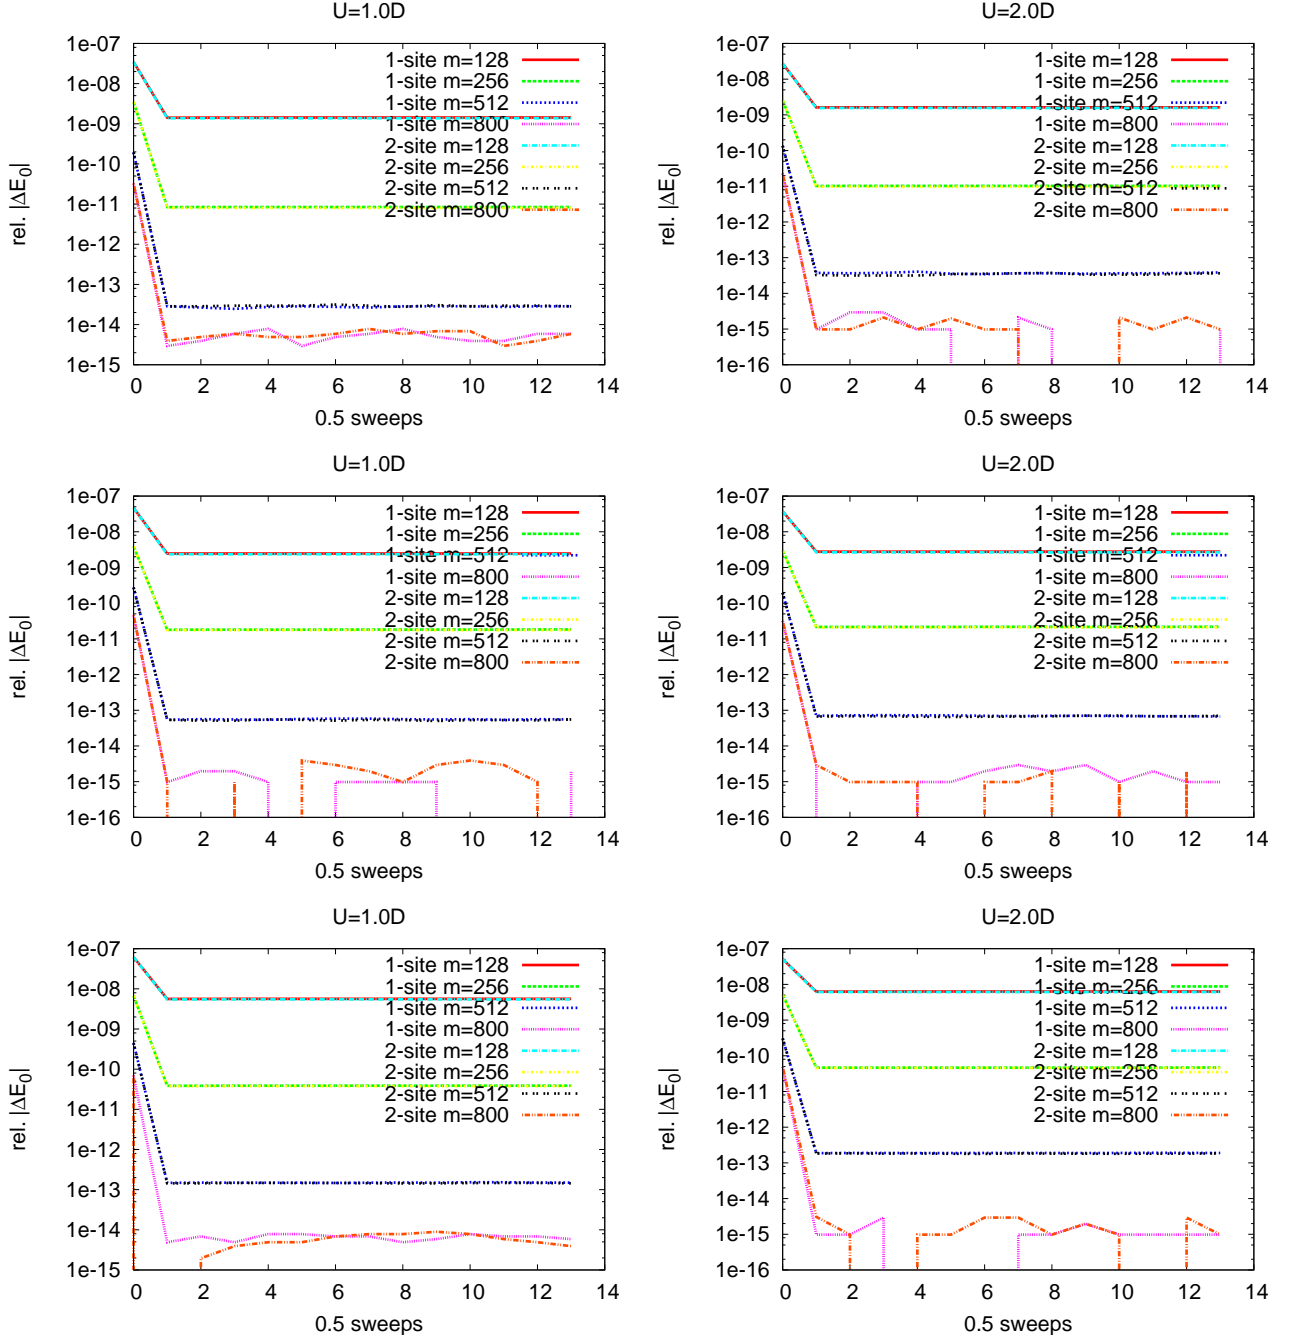 U=1.0D
rel. |ΔE0|
1e-07
1e-08
1e-09
1e-10
1e-11
1e-12
1e-13
1e-14
1e-15
0 2 4 6 8 10 12 14
0.5 sweeps
1-site m=128
1-site m=256
1-site m=512
1-site m=800
2-site m=128
2-site m=256
2-site m=512
2-site m=800
U=2.0D
rel. |ΔE0|
1e-07
1e-08
1e-09
1e-10
1e-11
1e-12
1e-13
1e-14
1e-15
1e-16
0 2 4 6 8 10 12 14
0.5 sweeps
1-site m=128
1-site m=256
1-site m=512
1-site m=800
2-site m=128
2-site m=256
2-site m=512
2-site m=800
U=1.0D
rel. |ΔE0|
1e-07
1e-08
1e-09
1e-10
1e-11
1e-12
1e-13
1e-14
1e-15
1e-16
0 2 4 6 8 10 12 14
0.5 sweeps
1-site m=128
1-site m=256
1-site m=512
1-site m=800
2-site m=128
2-site m=256
2-site m=512
2-site m=800
U=2.0D
rel. |ΔE0|
1e-07
1e-08
1e-09
1e-10
1e-11
1e-12
1e-13
1e-14
1e-15
1e-16
0 2 4 6 8 10 12 14
0.5 sweeps
1-site m=128
1-site m=256
1-site m=512
1-site m=800
2-site m=128
2-site m=256
2-site m=512
2-site m=800
U=1.0D
rel. |ΔE0|
1e-07
1e-08
1e-09
1e-10
1e-11
1e-12
1e-13
1e-14
1e-15
0 2 4 6 8 10 12 14
0.5 sweeps
1-site m=128
1-site m=256
1-site m=512
1-site m=800
2-site m=128
2-site m=256
2-site m=512
2-site m=800
U=2.0D
rel. |ΔE0|
1e-07
1e-08
1e-09
1e-10
1e-11
1e-12
1e-13
1e-14
1e-15
1e-16
0 2 4 6 8 10 12 14
0.5 sweeps
1-site m=128
1-site m=256
1-site m=512
1-site m=800
2-site m=128
2-site m=256
2-site m=512
2-site m=800